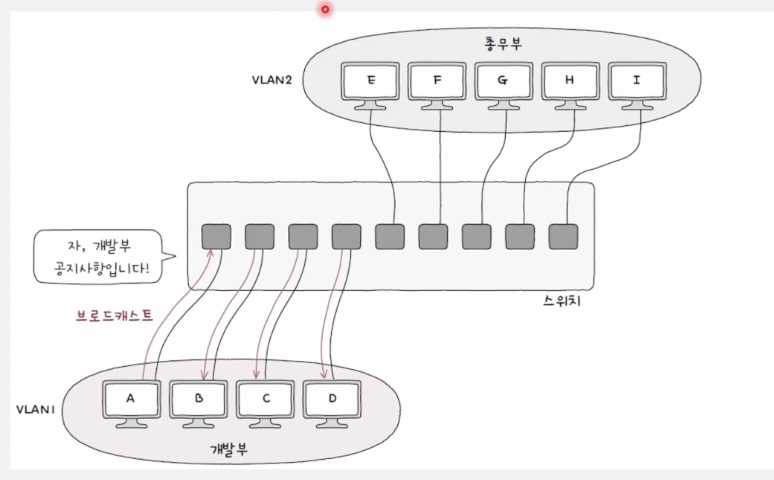 총무부
VLAN2
E F G H I
자, 개발부
공지사항입니다!
스위치
브로드캐스트
A B C D
VLAN1
개발부